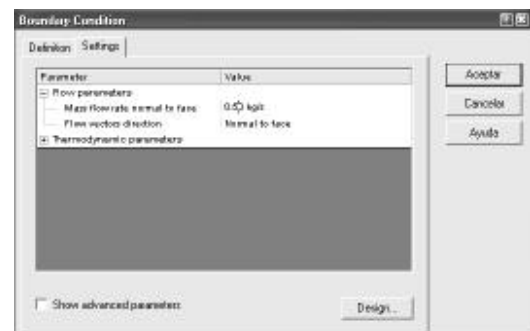 Boundary Condition
Definition Settings
Parameter Value
Flow parameters
Mass flow rate normal to face 0.5 kg/s
Flow vectors direction Normal to face
Thermodynamic parameters
Show advanced parameters
Design...
Aceptar
Cancelar
Ayuda